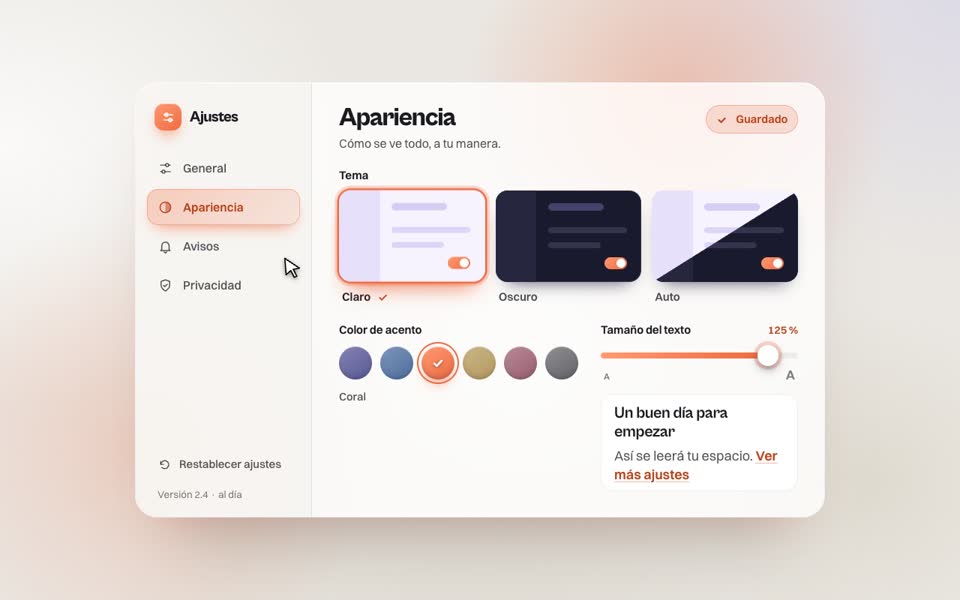 Ajustes
General
Apariencia
Avisos
Privacidad
Restablecer ajustes
Versión 2.4 · al día
Apariencia
Cómo se ve todo, a tu manera.
Guardado
Tema
Claro
Oscuro
Auto
Color de acento
Coral
Tamaño del texto
125 %
A
A
Un buen día para
empezar
Así se leerá tu espacio. Ver
más ajustes